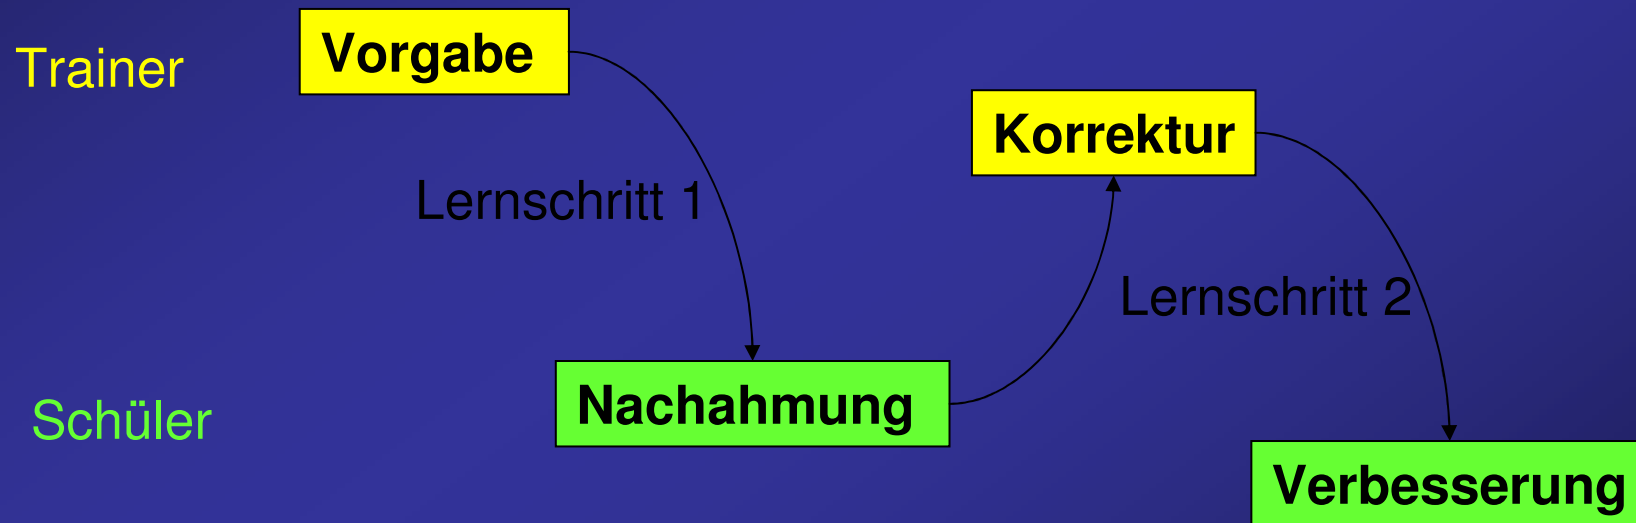 Trainer
Vorgabe
Korrektur
Lernschritt 1
Lernschritt 2
Schüler
Nachahmung
Verbesserung